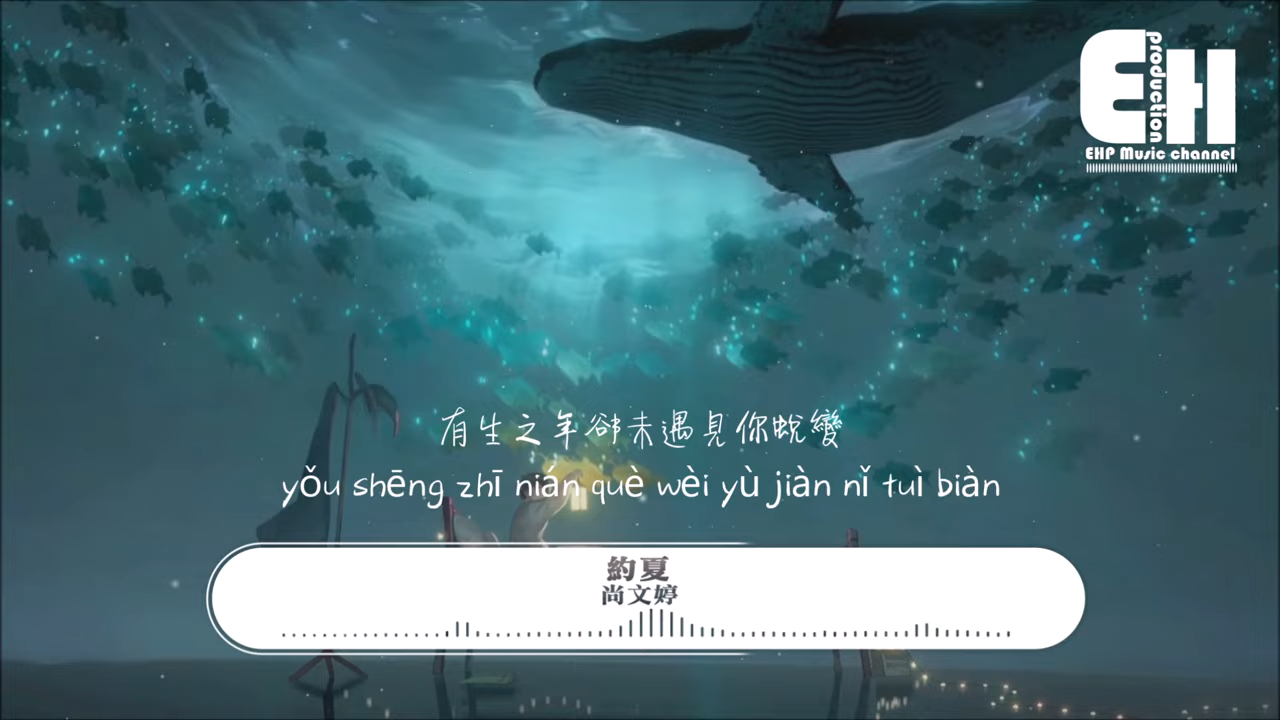 EH
production
EHP Music channel
有生之年卻未遇見你蛻變
yǒu shēng zhī nián què wèi yù jiàn nǐ tuì biàn
約夏
尚文婷